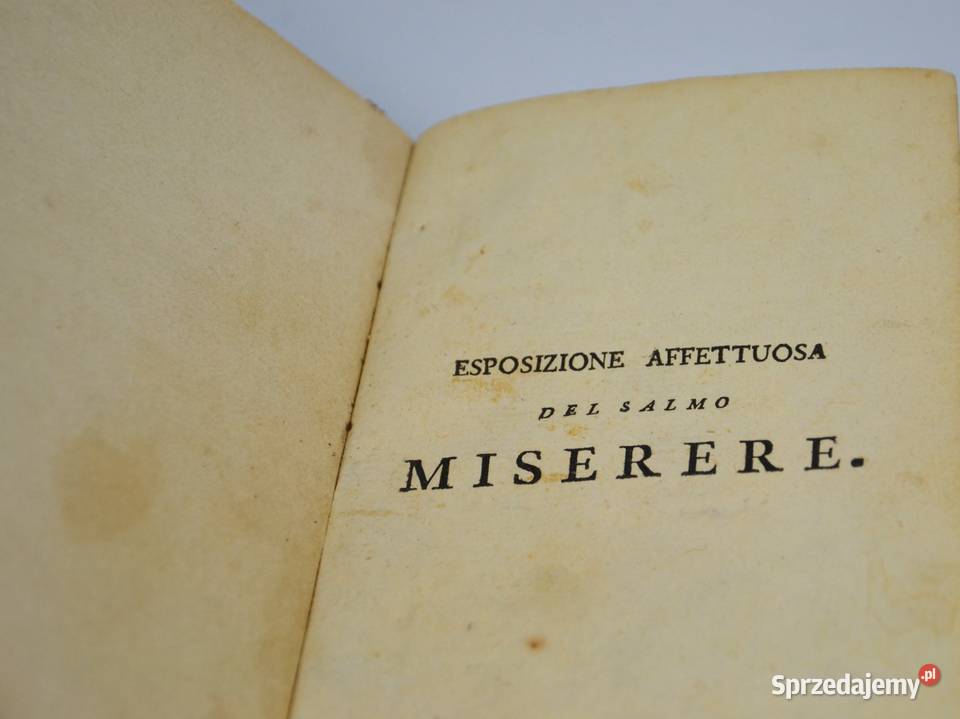 ESPOSIZIONE AFFETTUOSA
DEL SALMO
MISERERE.
Sprzedajemy.pl